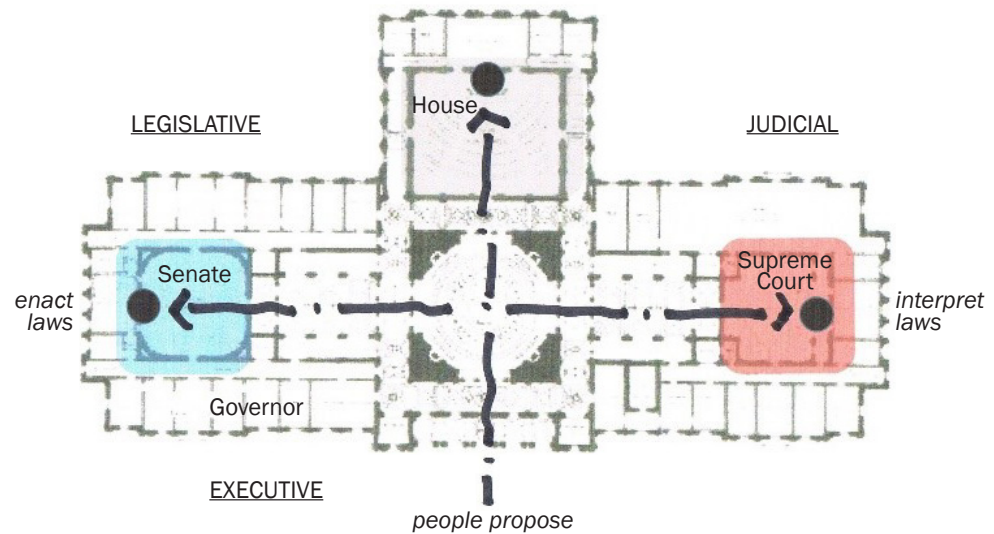 House
LEGISLATIVE
JUDICIAL
Senate
Supreme
Court
enact
laws
interpret
laws
Governor
EXECUTIVE
people propose